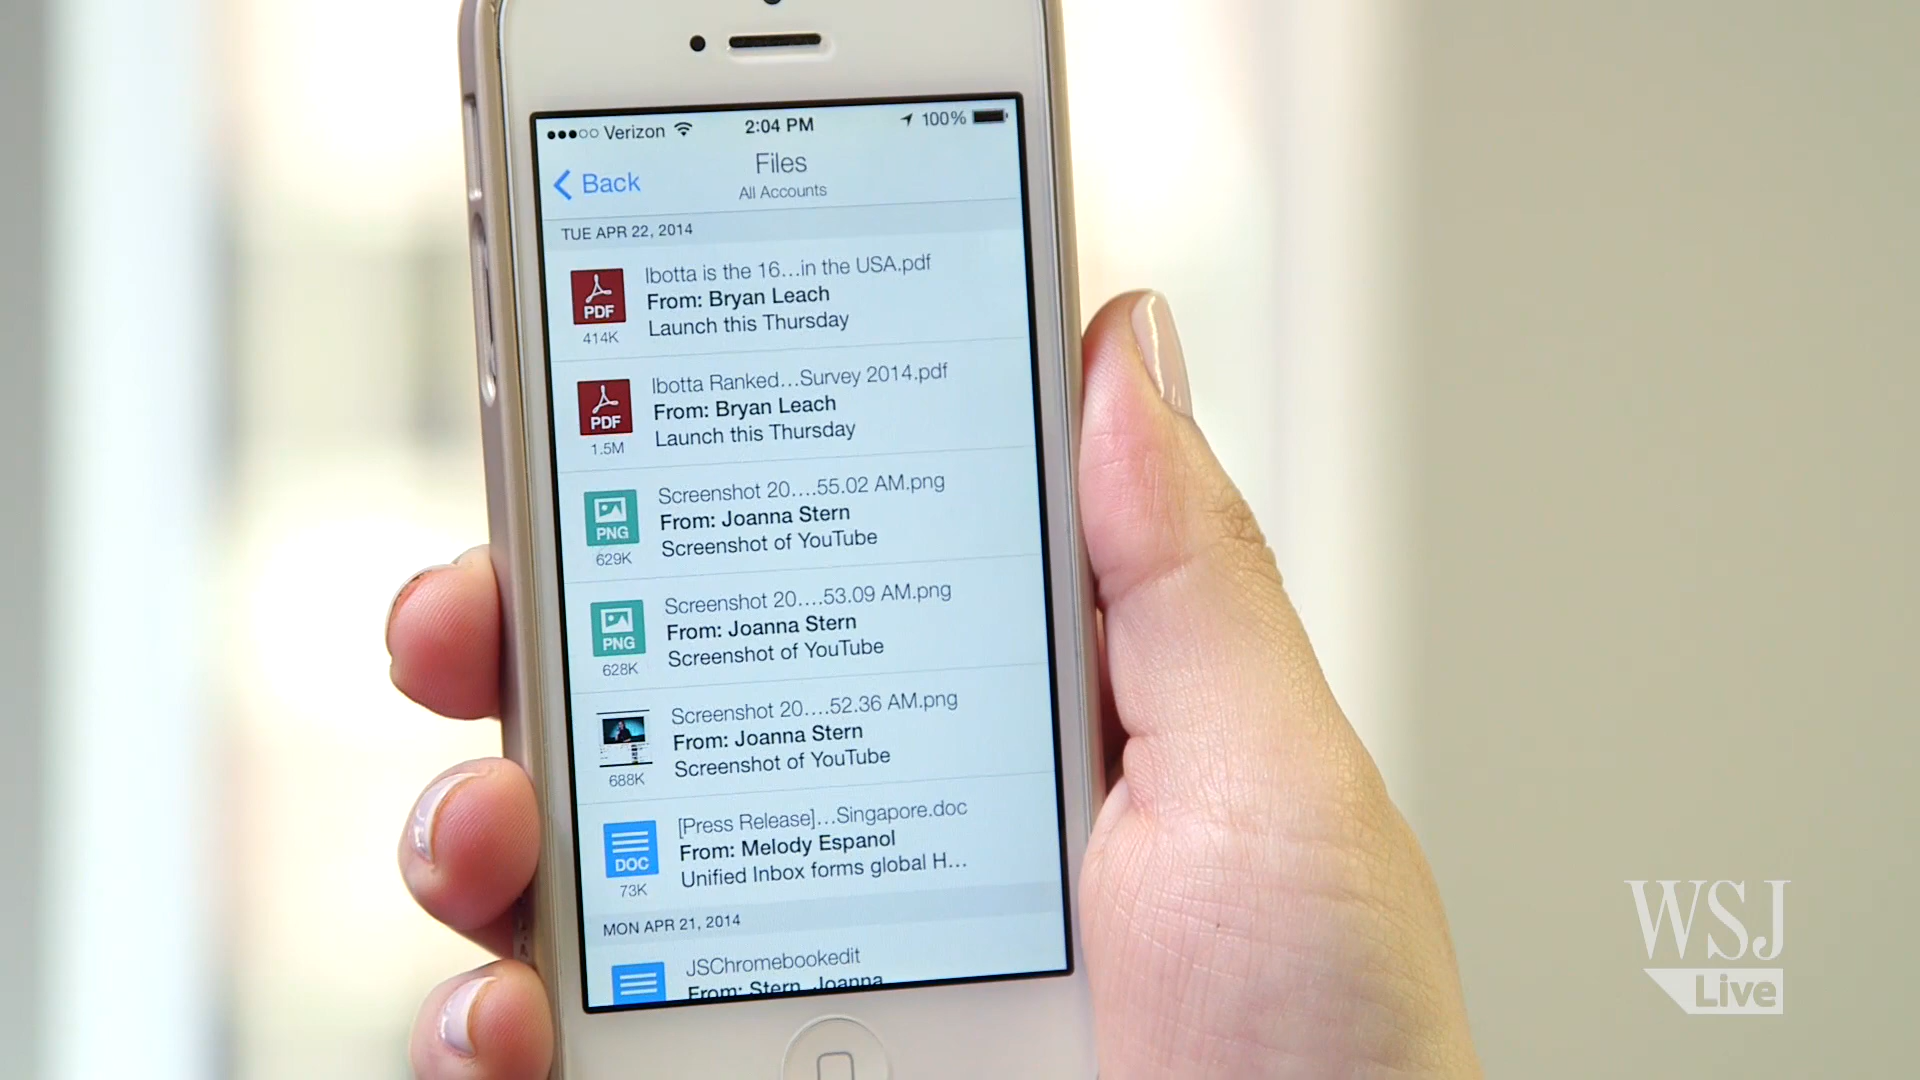 Verizon 2:04 PM 100%
Back
Files
All Accounts
TUE APR 22, 2014
Ibotta is the 16...in the USA.pdf
From: Bryan Leach
Launch this Thursday
PDF
414K
Ibotta Ranked...Survey 2014.pdf
From: Bryan Leach
Launch this Thursday
PDF
1.5M
Screenshot 20....55.02 AM.png
From: Joanna Stern
Screenshot of YouTube
PNG
629K
Screenshot 20....53.09 AM.png
From: Joanna Stern
Screenshot of YouTube
PNG
628K
Screenshot 20....52.36 AM.png
From: Joanna Stern
Screenshot of YouTube
688K
[Press Release]...Singapore.doc
From: Melody Espanol
Unified Inbox forms global H...
DOC
73K
MON APR 21, 2014
JSChromebookedit
From: Stern, Joanna
WSJ
Live